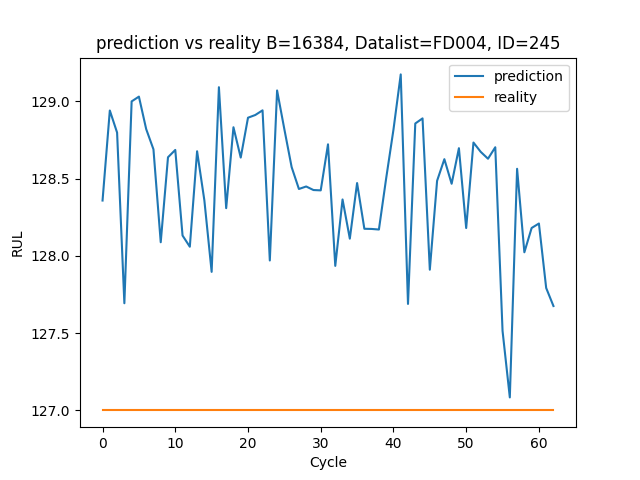 prediction vs reality B=16384, Datalist=FD004, ID=245
prediction
reality
RUL
129.0
128.5
128.0
127.5
127.0
0 10 20 30 40 50 60
Cycle